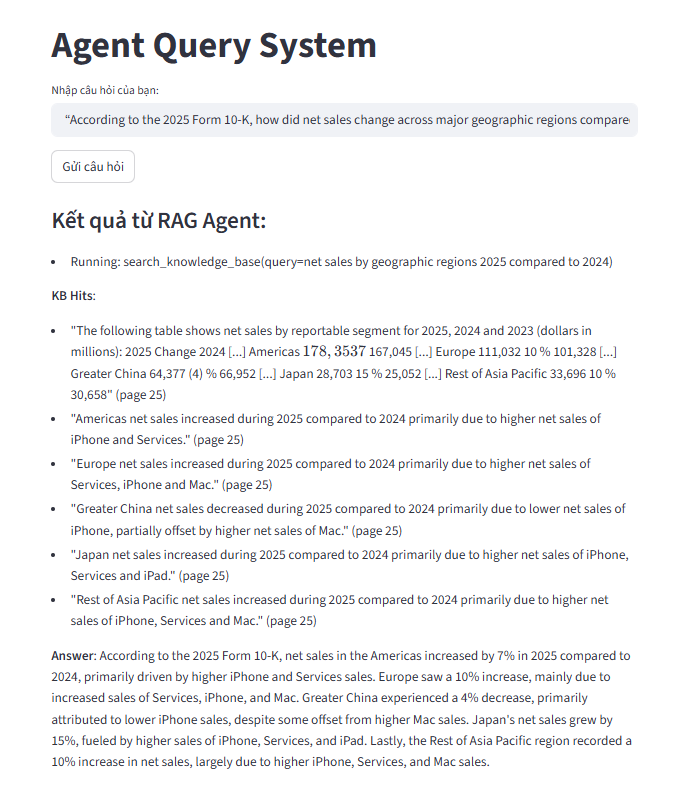 Agent Query System
Nhập câu hỏi của bạn:
“According to the 2025 Form 10-K, how did net sales change across major geographic regions compare
Gửi câu hỏi
Kết quả từ RAG Agent:
• Running: search_knowledge_base(query=net sales by geographic regions 2025 compared to 2024)
KB Hits:
• "The following table shows net sales by reportable segment for 2025, 2024 and 2023 (dollars in
millions): 2025 Change 2024 [...] Americas 178, 3537 167,045 [...] Europe 111,032 10 % 101,328 [...]
Greater China 64,377 (4) % 66,952 [...] Japan 28,703 15 % 25,052 [...] Rest of Asia Pacific 33,696 10 %
30,658" (page 25)
• "Americas net sales increased during 2025 compared to 2024 primarily due to higher net sales of
iPhone and Services." (page 25)
• "Europe net sales increased during 2025 compared to 2024 primarily due to higher net sales of
Services, iPhone and Mac." (page 25)
• "Greater China net sales decreased during 2025 compared to 2024 primarily due to lower net sales of
iPhone, partially offset by higher net sales of Mac." (page 25)
• "Japan net sales increased during 2025 compared to 2024 primarily due to higher net sales of iPhone,
Services and iPad." (page 25)
• "Rest of Asia Pacific net sales increased during 2025 compared to 2024 primarily due to higher net
sales of iPhone, Services and Mac." (page 25)
Answer: According to the 2025 Form 10-K, net sales in the Americas increased by 7% in 2025 compared to
2024, primarily driven by higher iPhone and Services sales. Europe saw a 10% increase, mainly due to
increased sales of Services, iPhone, and Mac. Greater China experienced a 4% decrease, primarily
attributed to lower iPhone sales, despite some offset from higher Mac sales. Japan's net sales grew by
15%, fueled by higher sales of iPhone, Services, and iPad. Lastly, the Rest of Asia Pacific region recorded a
10% increase in net sales, largely due to higher iPhone, Services, and Mac sales.